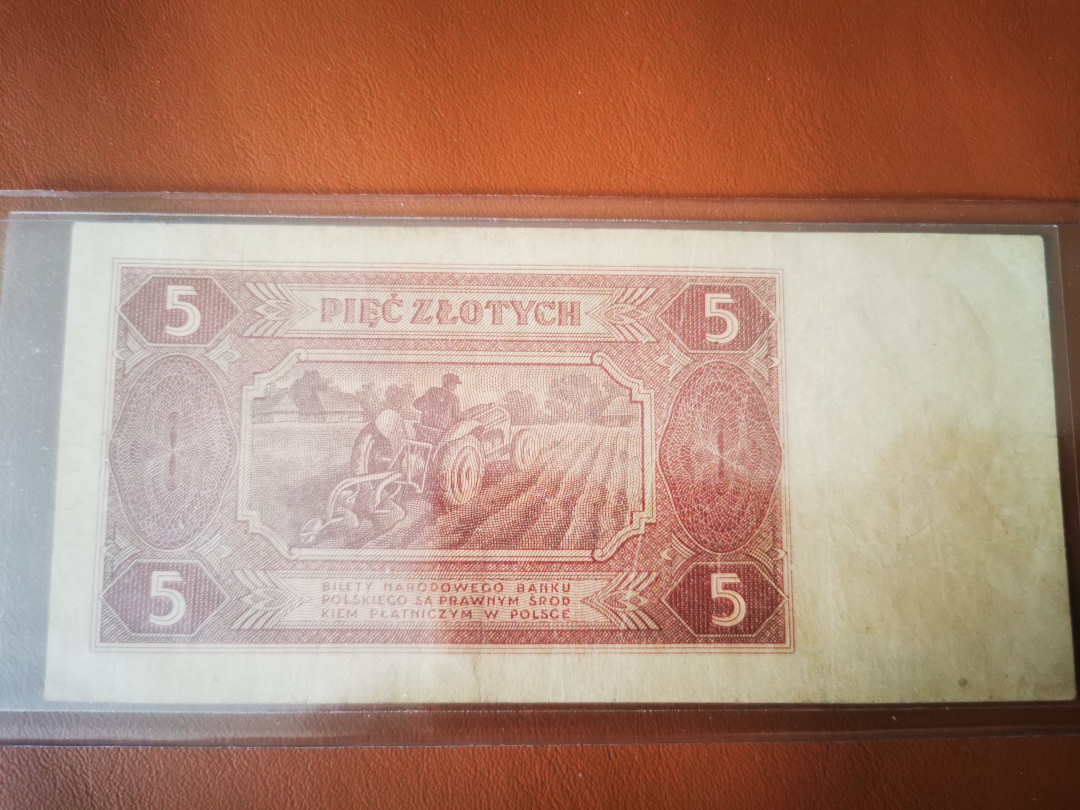 5 PIĘĆ ZŁOTYCH 5
BILETY NARODOWEGO BANKU
POLSKIEGO SĄ PRAWNYM ŚROD
KIEM PŁATNICZYM W POLSCE
5 5